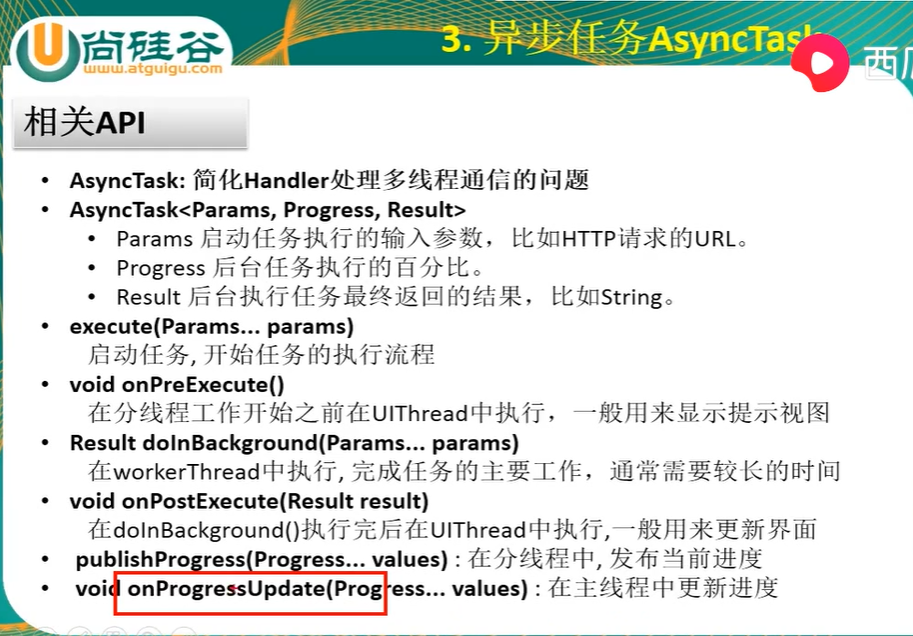 尚硅谷
www.atguigu.com
3. 异步任务AsyncTask
西瓜
相关API
• AsyncTask: 简化Handler处理多线程通信的问题
• AsyncTask<Params, Progress, Result>
• Params 启动任务执行的输入参数，比如HTTP请求的URL。
• Progress 后台任务执行的百分比。
• Result 后台执行任务最终返回的结果，比如String。
• execute(Params... params)
启动任务, 开始任务的执行流程
• void onPreExecute()
在分线程工作开始之前在UIThread中执行，一般用来显示提示视图
• Result doInBackground(Params... params)
在workerThread中执行, 完成任务的主要工作，通常需要较长的时间
• void onPostExecute(Result result)
在doInBackground()执行完后在UIThread中执行,一般用来更新界面
• publishProgress(Progress... values) : 在分线程中, 发布当前进度
• void onProgressUpdate(Progress... values) : 在主线程中更新进度